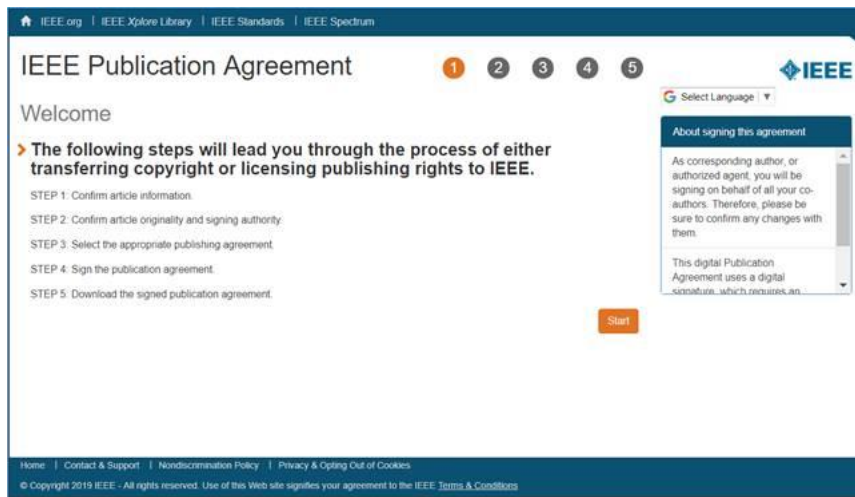 IEEE.org | IEEE Xplore Library | IEEE Standards | IEEE Spectrum
IEEE Publication Agreement
1 2 3 4 5
IEEE
Select Language ▼
Welcome
The following steps will lead you through the process of either
transferring copyright or licensing publishing rights to IEEE.
STEP 1: Confirm article information.
STEP 2: Confirm article originality and signing authority.
STEP 3: Select the appropriate publishing agreement.
STEP 4: Sign the publication agreement.
STEP 5: Download the signed publication agreement.
Start
About signing this agreement
As corresponding author, or
authorized agent, you will be
signing on behalf of all your co-
authors. Therefore, please be
sure to confirm any changes with
them.
This digital Publication
Agreement uses a digital
signature, which requires an
Home | Contact & Support | Nondiscrimination Policy | Privacy & Opting Out of Cookies
© Copyright 2019 IEEE - All rights reserved. Use of this Web site signifies your agreement to the IEEE Terms & Conditions